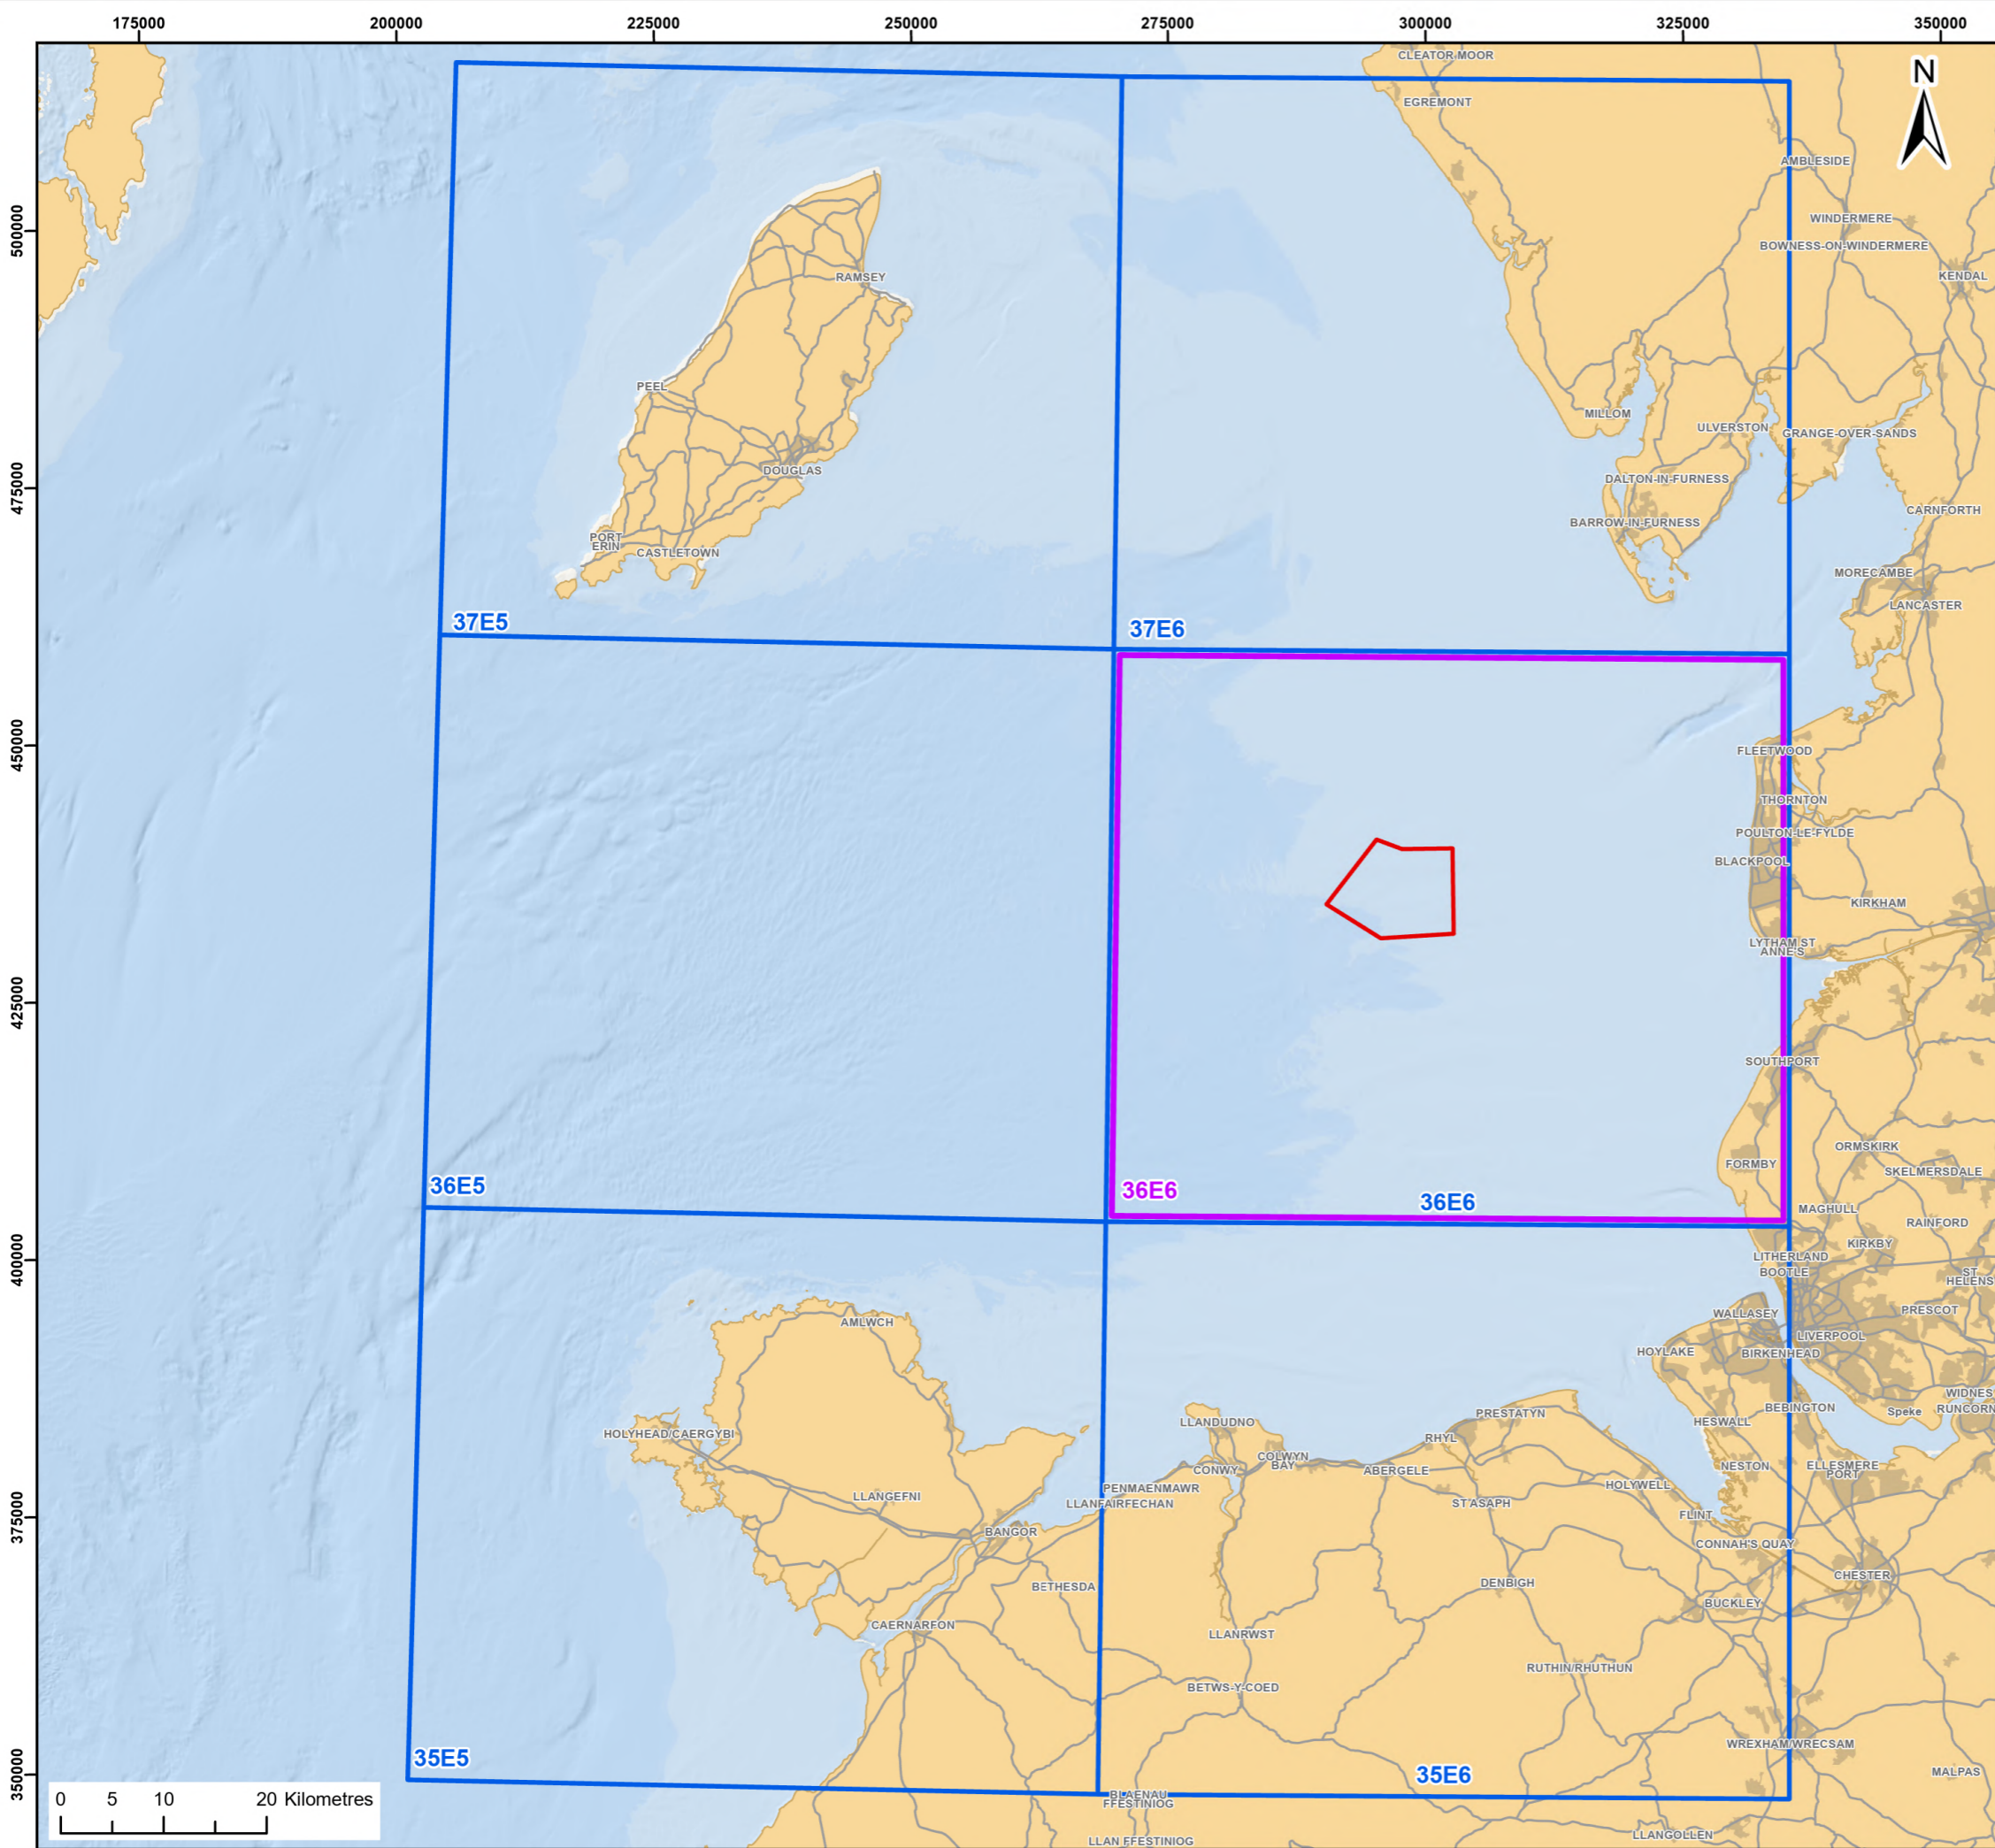 175000 200000 225000 250000 275000 300000 325000 350000
N
CLEATOR MOOR
EGREMONT
AMBLESIDE
500000
WINDERMERE
BOWNESS-ON-WINDERMERE
KENDAL
RAMSEY
PEEL
MILLOM
ULVERSTON
GRANGE-OVER-SANDS
DOUGLAS
475000
DALTON-IN-FURNESS
CARNFORTH
BARROW-IN-FURNESS
PORT
ERIN
CASTLETOWN
MORECAMBE
LANCASTER
37E5
37E6
450000
FLEETWOOD
THORNTON
POULTON-LE-FYLDE
BLACKPOOL
KIRKHAM
LYTHAM ST
ANNE'S
425000
SOUTHPORT
ORMSKIRK
FORMBY
SKELMERSDALE
36E5
36E6
36E6
MAGHULL
RAINFORD
KIRKBY
400000
LITHERLAND
BOOTLE
ST
HELENS
PRESCOT
WALLASEY
AMLWCH
LIVERPOOL
HOYLAKE
BIRKENHEAD
WIDNES
BEBINGTON
Speke
RUNCORN
PRESTATYN
LLANDUDNO
HESWALL
HOLYHEAD/CAERGYBI
RHYL
COLWYN
BAY
CONWY
ABERGELE
NESTON
ELLESMERE
PORT
PENMAENMAWR
HOLYWELL
LLANGEFNI
LLANFAIRFECHAN
ST ASAPH
375000
FLINT
BANGOR
CONNAH'S QUAY
CHESTER
BETHESDA
DENBIGH
BUCKLEY
CAERNARFON
LLANRWST
RUTHIN/RHUTHUN
BETWS-Y-COED
WREXHAM/WRECSAM
35E5
350000
35E6
MALPAS
BLAENAU
FFESTINIOG
0 5 10 20 Kilometres
LLANGOLLEN
LLAN FFESTINIOG